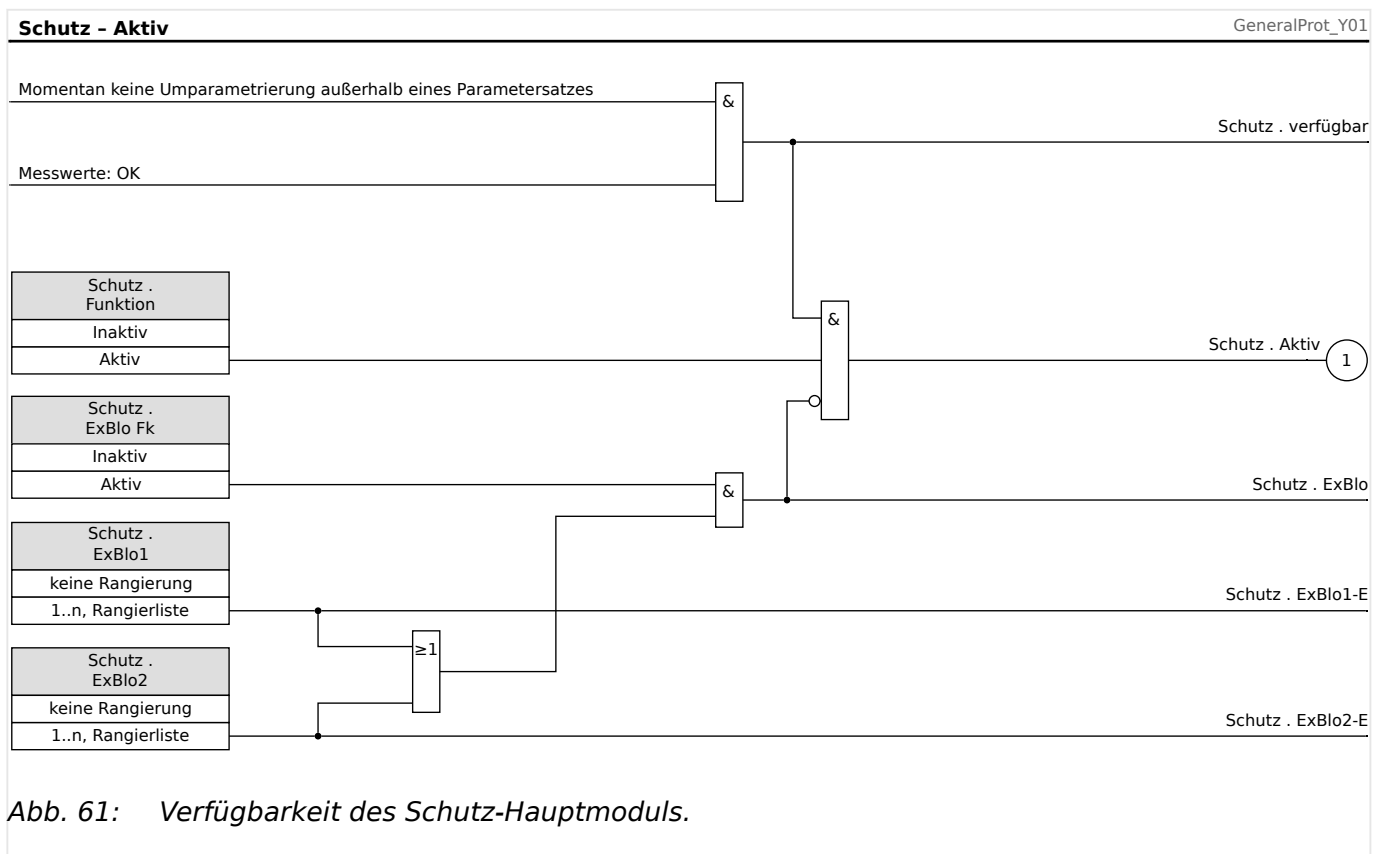 Schutz – Aktiv
GeneralProt_Y01
Momentan keine Umparametrierung außerhalb eines Parametersatzes
&
Schutz . verfügbar
Messwerte: OK
Schutz .
Funktion
Inaktiv
Aktiv
&
Schutz . Aktiv
1
Schutz .
ExBlo Fk
Inaktiv
Aktiv
&
Schutz . ExBlo
Schutz .
ExBlo1
keine Rangierung
1..n, Rangierliste
Schutz . ExBlo1-E
≥1
Schutz .
ExBlo2
keine Rangierung
1..n, Rangierliste
Schutz . ExBlo2-E
Abb. 61: Verfügbarkeit des Schutz-Hauptmoduls.